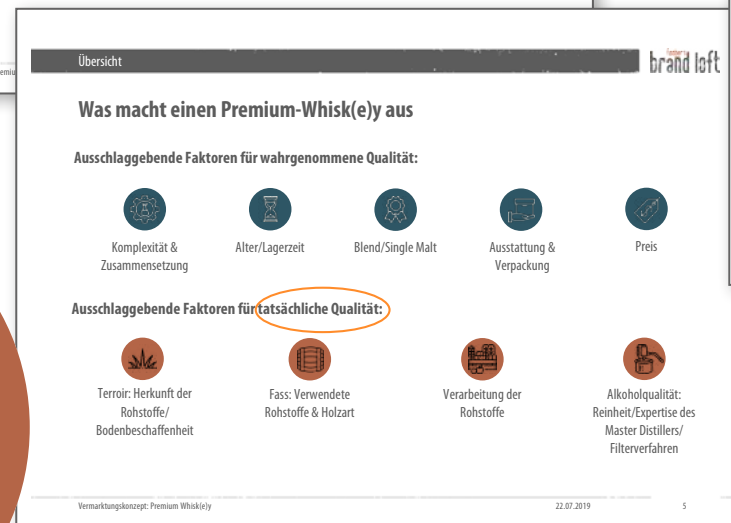 Übersicht
brand loft
Was macht einen Premium-Whisk(e)y aus
Ausschlaggebende Faktoren für wahrgenommene Qualität:
Komplexität &
Zusammensetzung
Alter/Lagerzeit
Blend/Single Malt
Ausstattung &
Verpackung
Preis
Ausschlaggebende Faktoren für tatsächliche Qualität:
Terroir: Herkunft der
Rohstoffe/
Bodenbeschaffenheit
Fass: Verwendete
Rohstoffe & Holzart
Verarbeitung der
Rohstoffe
Alkoholqualität:
Reinheit/Expertise des
Master Distillers/
Filterverfahren
Vermarktungskonzept: Premium Whisk(e)y
22.07.2019
5